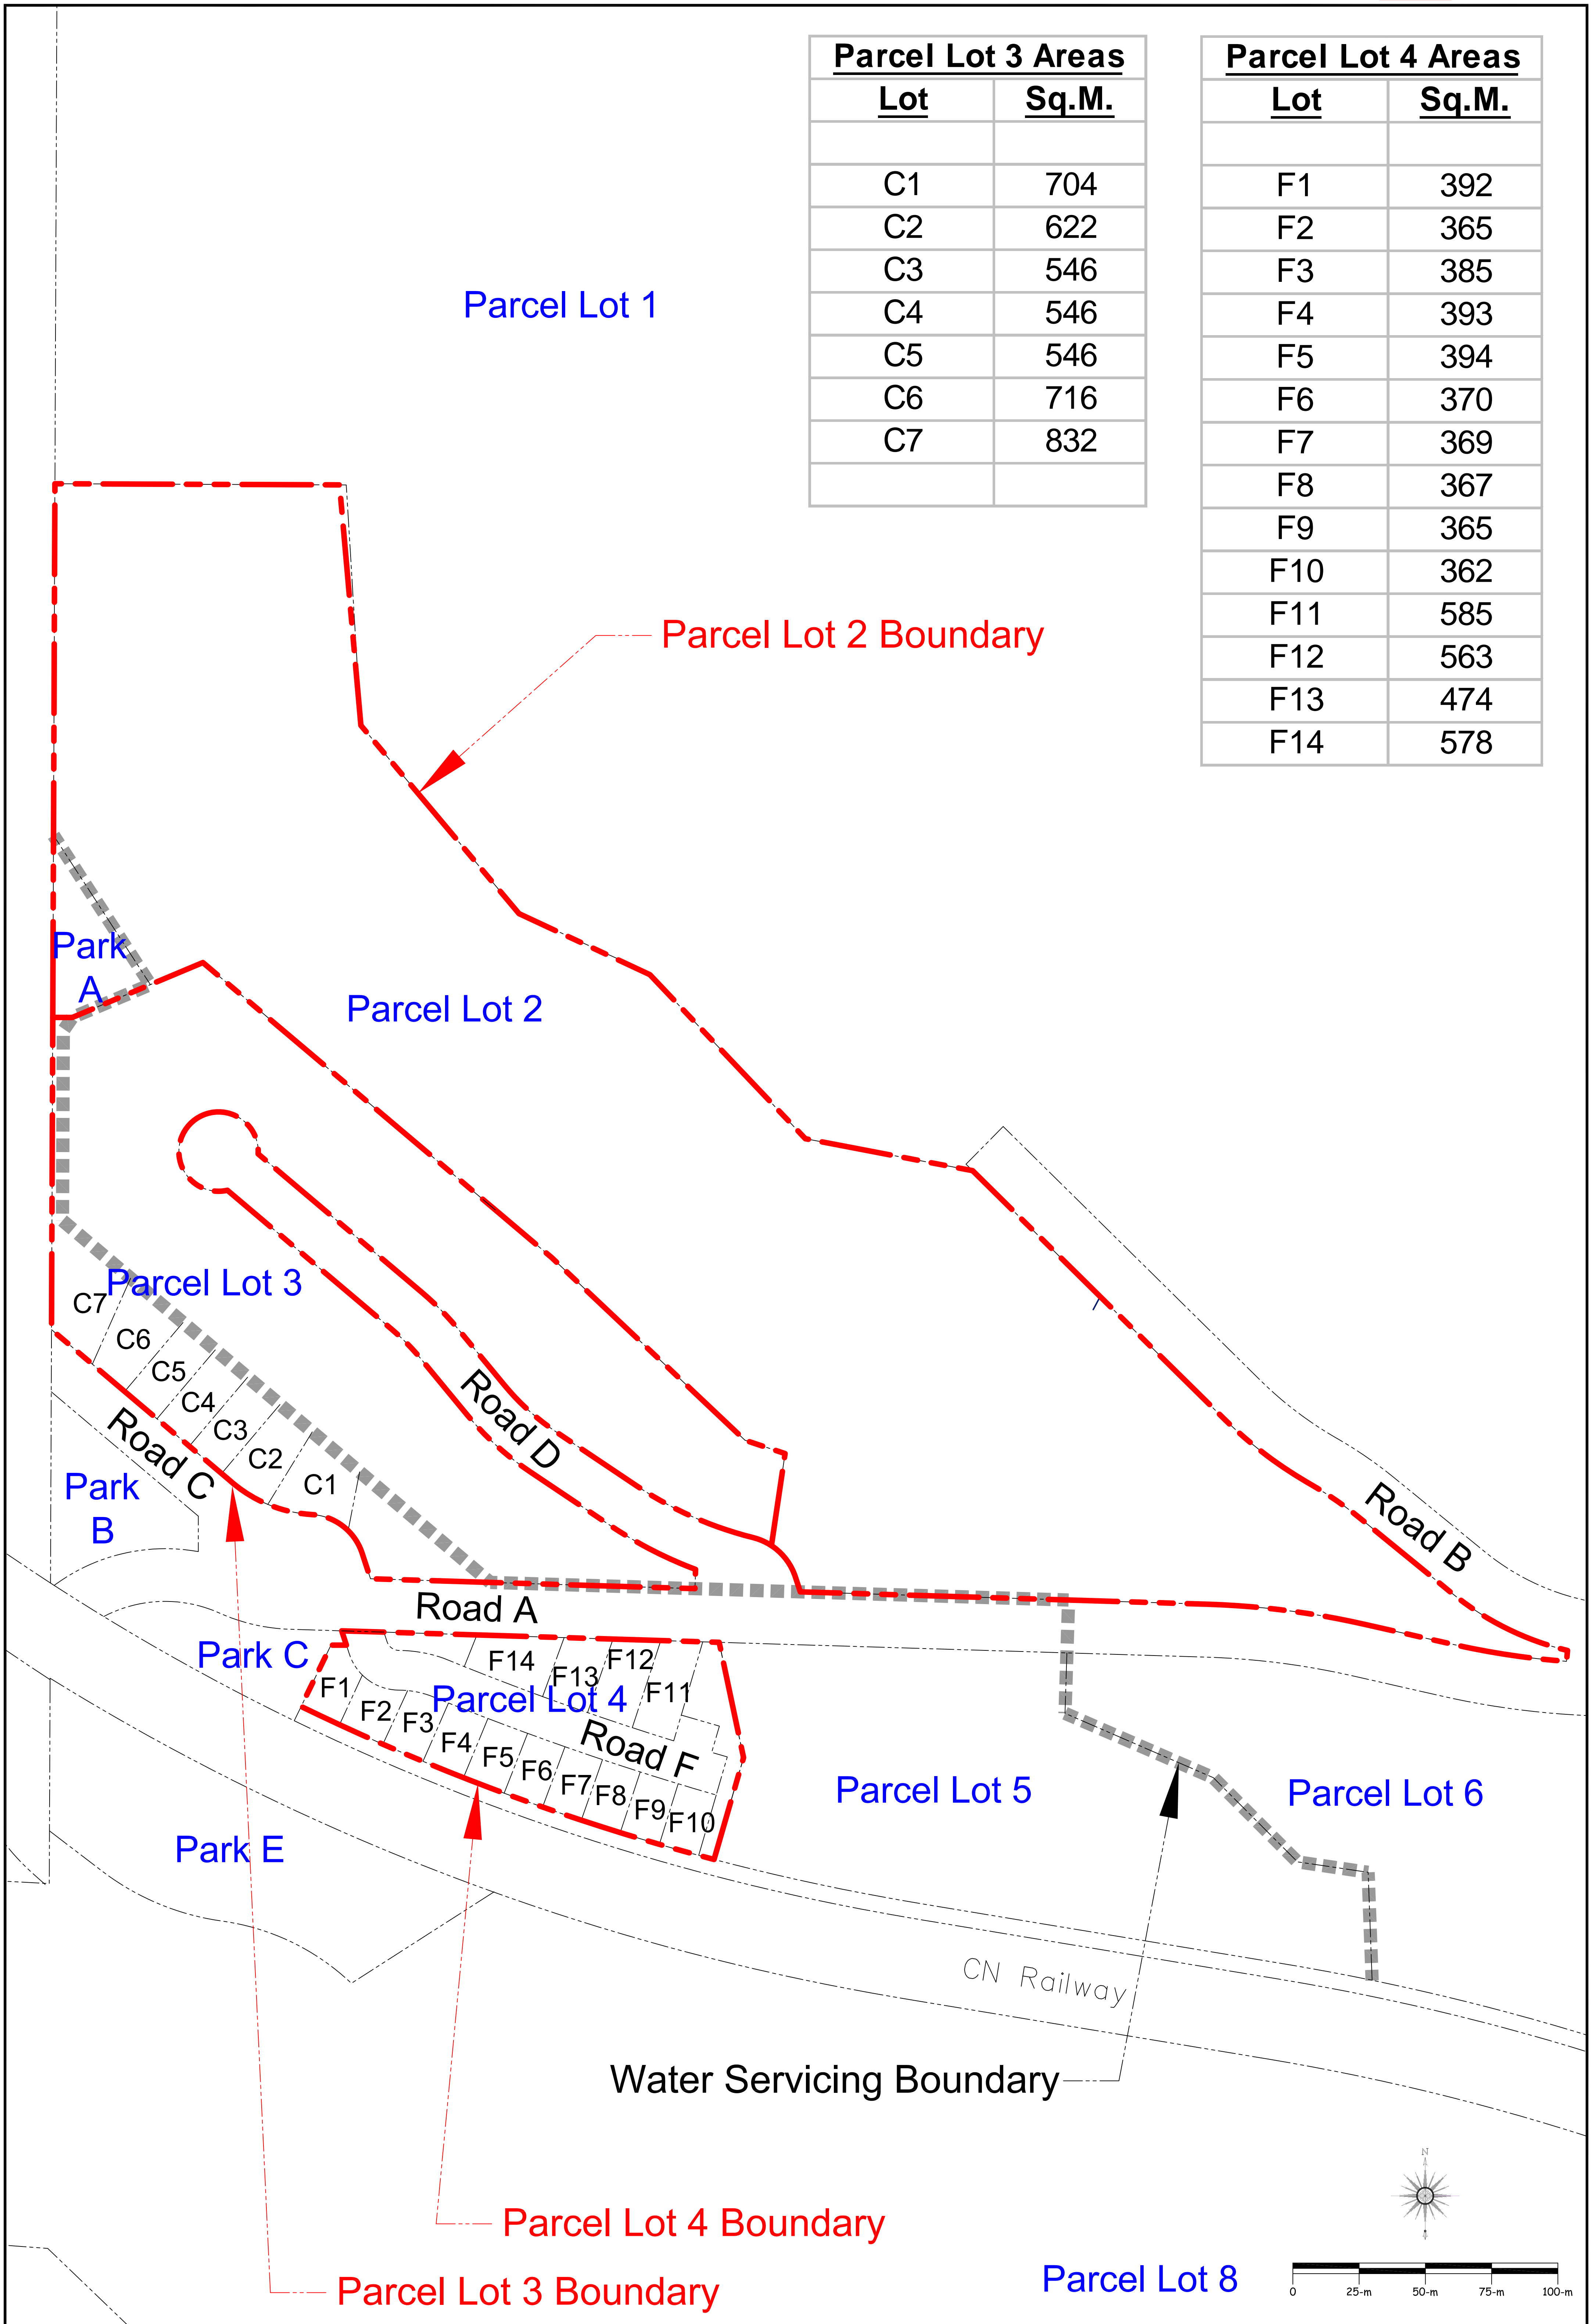 Parcel Lot 3 Areas
Lot Sq.M.
C1 704
C2 622
C3 546
C4 546
C5 546
C6 716
C7 832
Parcel Lot 4 Areas
Lot Sq.M.
F1 392
F2 365
F3 385
F4 393
F5 394
F6 370
F7 369
F8 367
F9 365
F10 362
F11 585
F12 563
F13 474
F14 578
Parcel Lot 1
Parcel Lot 2 Boundary
Park
A
Parcel Lot 2
Parcel Lot 3
C7
C6
C5
C4
C3
C2
C1
Road D
Road C
Road B
Park
B
Road A
Park C
F14
F13
F12
F11
F1
F2
F3
F4
F5
F6
F7
F8
F9
F10
Parcel Lot 4
Road F
Parcel Lot 5
Parcel Lot 6
Park E
CN Railway
Water Servicing Boundary
N
Parcel Lot 4 Boundary
Parcel Lot 3 Boundary
Parcel Lot 8
0 25-m 50-m 75-m 100-m